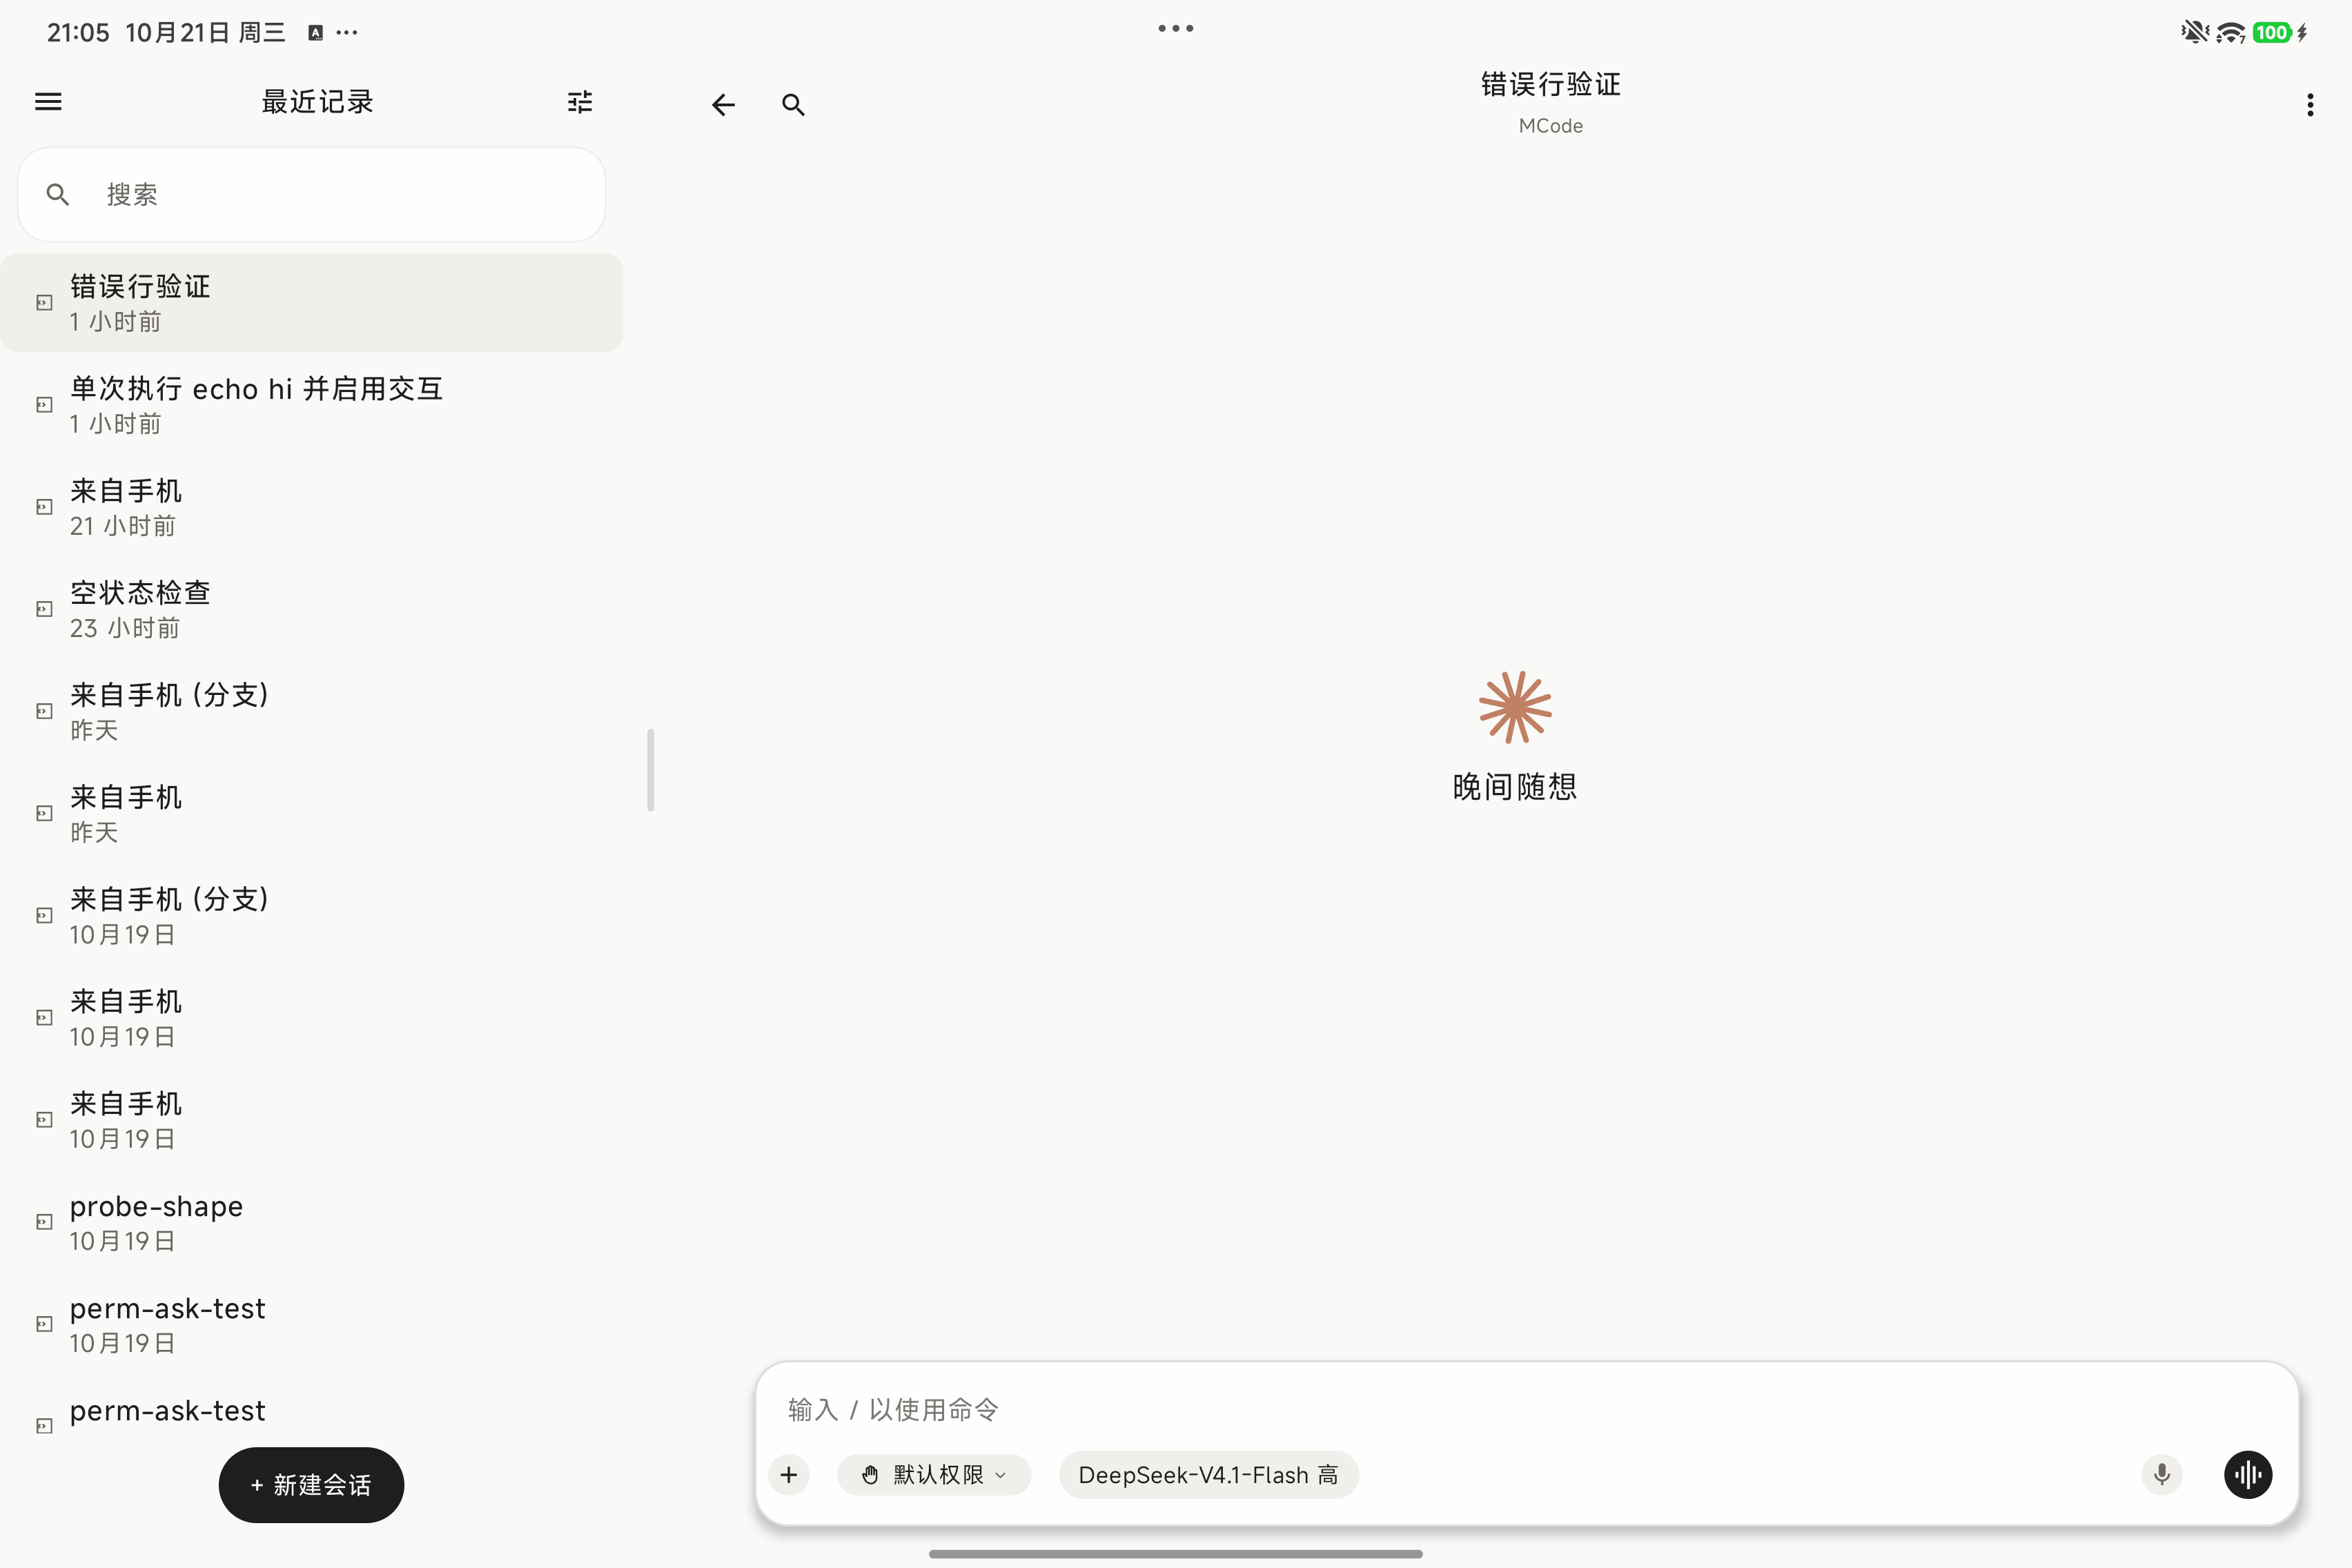 21:05 10月21日 周三 A ···
100
最近记录
搜索
错误行验证
1 小时前
单次执行 echo hi 并启用交互
1 小时前
来自手机
21 小时前
空状态检查
23 小时前
来自手机 (分支)
昨天
来自手机
昨天
来自手机 (分支)
10月19日
来自手机
10月19日
来自手机
10月19日
probe-shape
10月19日
perm-ask-test
10月19日
perm-ask-test
+ 新建会话
错误行验证
MCode
晚间随想
输入 / 以使用命令
默认权限
DeepSeek-V4.1-Flash 高